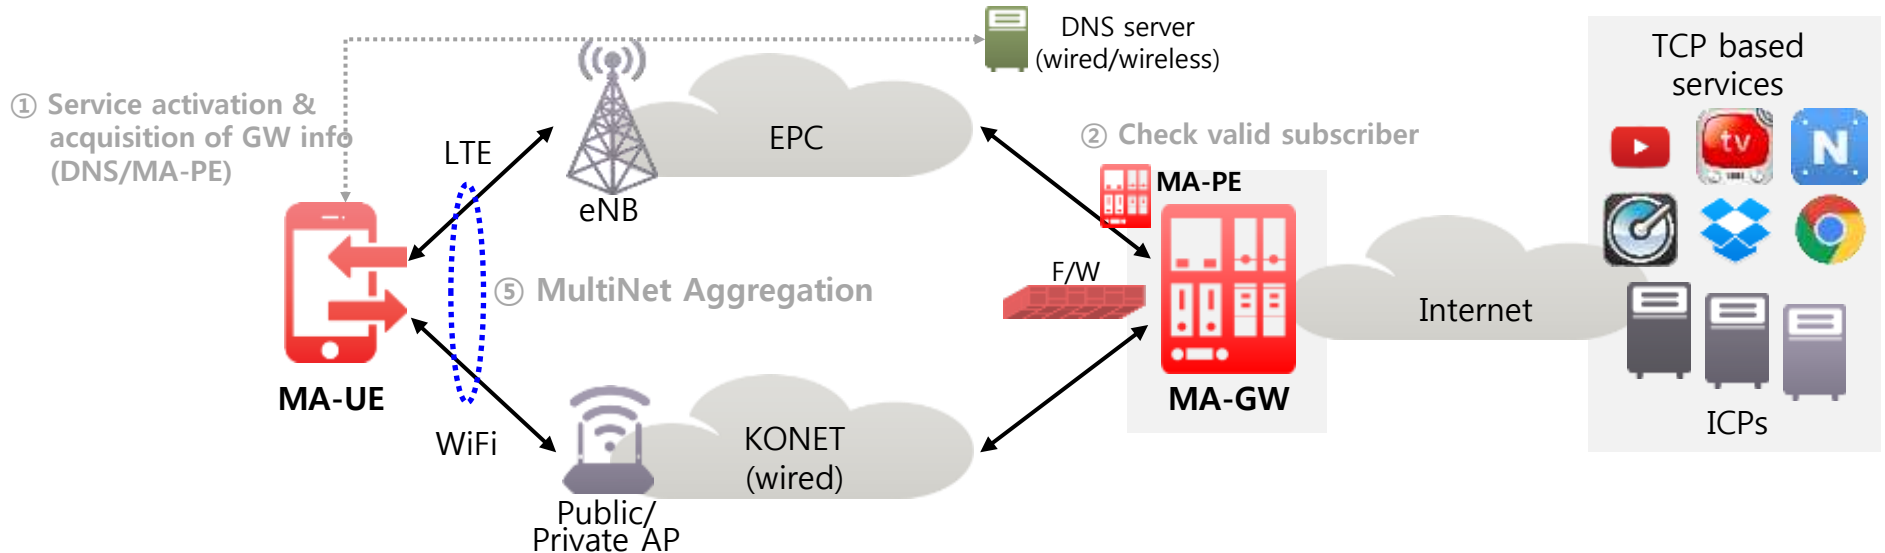 DNS server
(wired/wireless)
TCP based
services
① Service activation &
acquisition of GW info
(DNS/MA-PE)
LTE
EPC
② Check valid subscriber
tv
N
MA-PE
eNB
F/W
⑤ MultiNet Aggregation
Internet
MA-UE
MA-GW
ICPs
WiFi
KONET
(wired)
Public/
Private AP